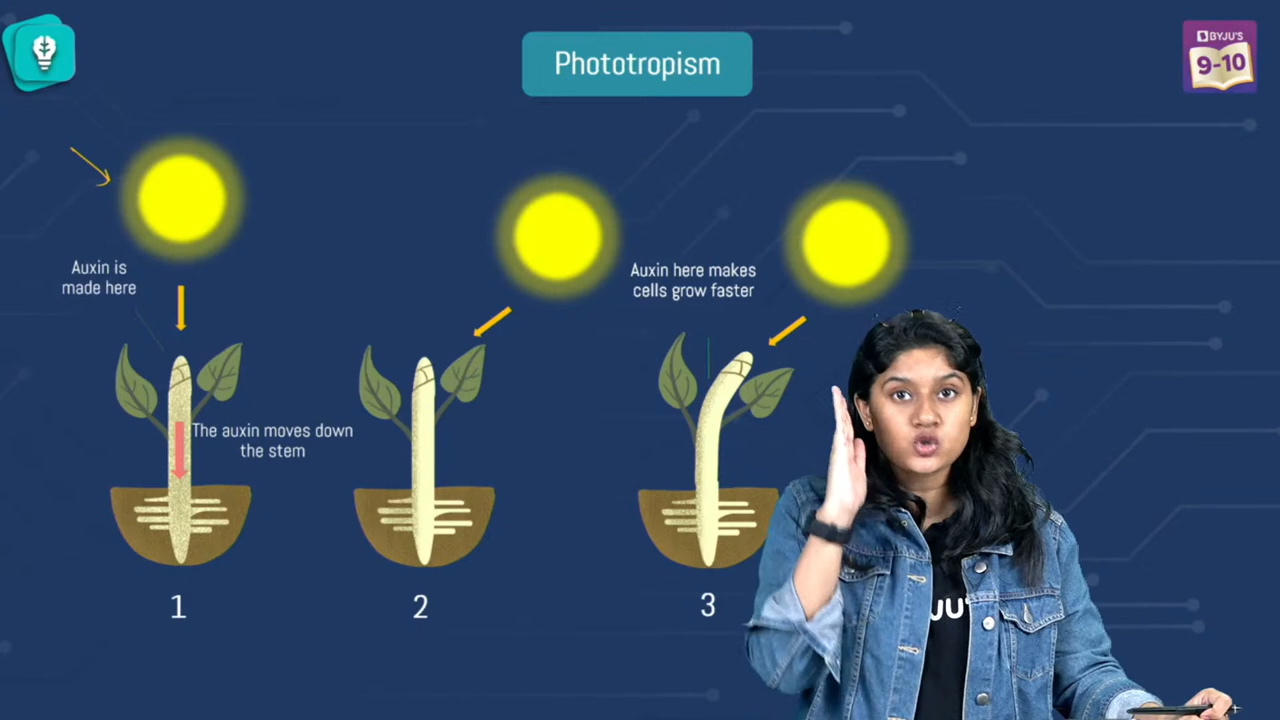 Phototropism
BYJU'S
9-10
Auxin is
made here
Auxin here makes
cells grow faster
The auxin moves down
the stem
1
2
3